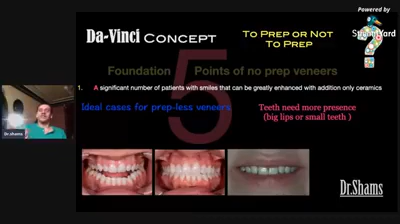 Powered by
StreamYard
Da-Vinci CONCEPT
TO PREP OR NOT
TO PREP
?
5
Foundation Points of no prep veneers
1. A significant number of patients with smiles that can be greatly enhanced with addition only ceramics
Ideal cases for prep-less veneers
Teeth need more presence
(big lips or small teeth )
Dr.shams
Dr.Shams